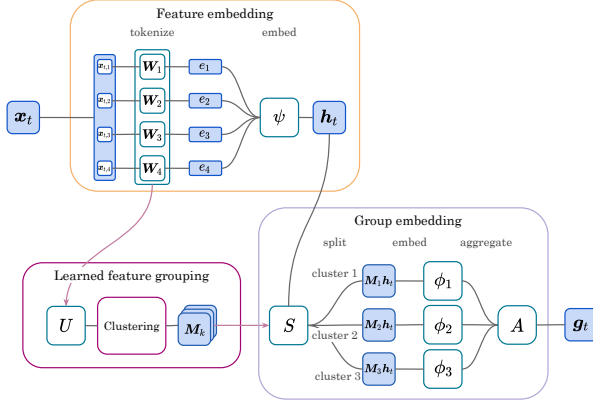 Feature embedding
tokenize embed
x_t,1 W_1 e_1
x_t,2 W_2 e_2
x_t x_t,3 W_3 e_3 ψ h_t
x_t,4 W_4 e_4
Group embedding
split embed aggregate
Learned feature grouping
cluster 1 M_1h_t ϕ_1
U Clustering M_k S cluster 2 M_2h_t ϕ_2 A g_t
cluster 3 M_3h_t ϕ_3